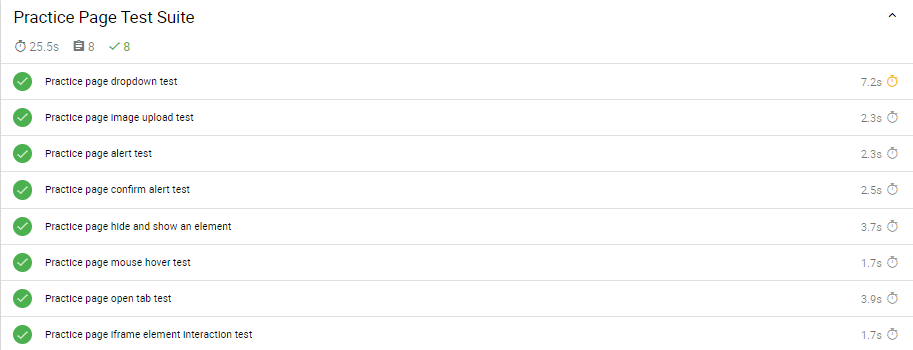 Practice Page Test Suite
25.5s 8 8
Practice page dropdown test 7.2s
Practice page image upload test 2.3s
Practice page alert test 2.3s
Practice page confirm alert test 2.5s
Practice page hide and show an element 3.7s
Practice page mouse hover test 1.7s
Practice page open tab test 3.9s
Practice page iframe element interaction test 1.7s